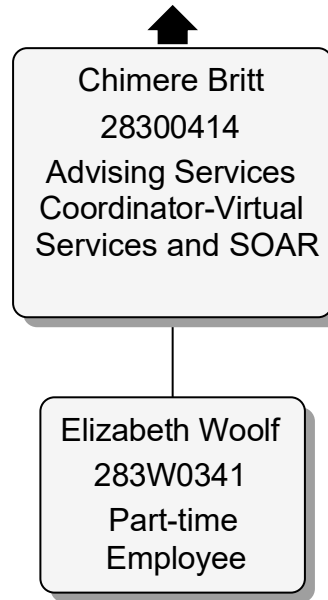 Chimere Britt
28300414
Advising Services
Coordinator-Virtual
Services and SOAR
Elizabeth Woolf
283W0341
Part-time
Employee